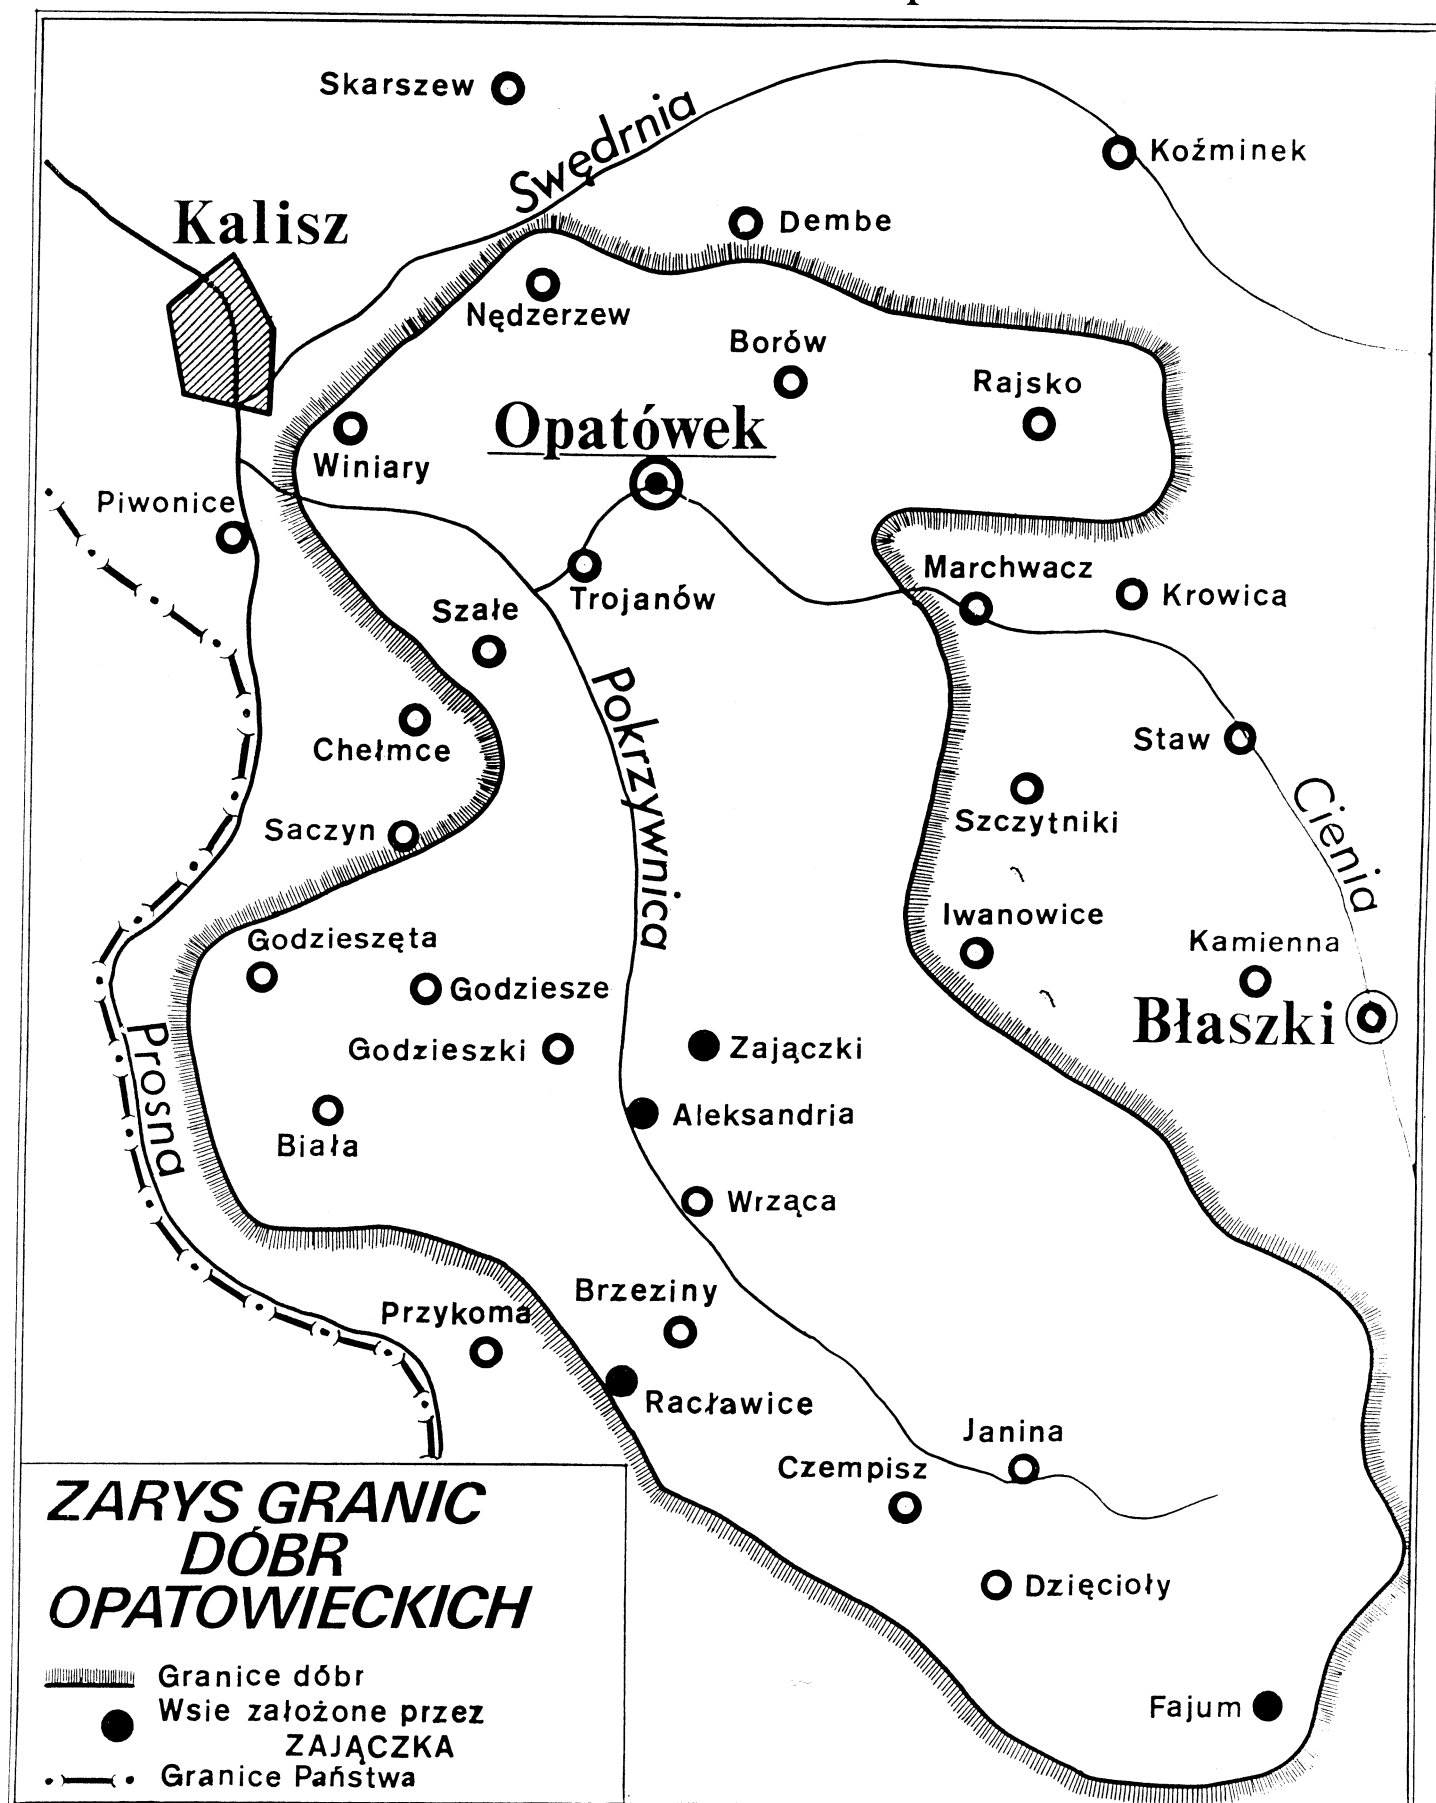 Skarszew
Swędrnia
Koźminek
Kalisz
Dembe
Nędzerzew
Borów
Rajsko
Opatówek
Winiary
Piwonice
Marchwacz
Krowica
Trojanów
Szałe
Pokrzywnica
Chełmce
Staw
Cienia
Szczytniki
Saczyn
Iwanowice
Godzieszęta
Kamienna
Godziesze
Błaszki
Godzieszki
Zajączki
Prosna
Aleksandria
Biała
Wrząca
Brzeziny
Przykoma
Racławice
Janina
Czempisz
Dzięcioły
Fajum
ZARYS GRANIC
DÓBR
OPATOWIECKICH
Granice dóbr
Wsie założone przez
ZAJĄCZKA
Granice Państwa